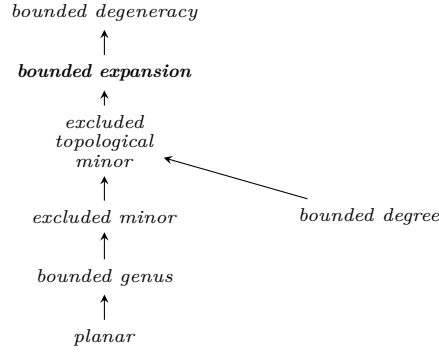 bounded degeneracy
bounded expansion
excluded
topological
minor
excluded minor
bounded degree
bounded genus
planar